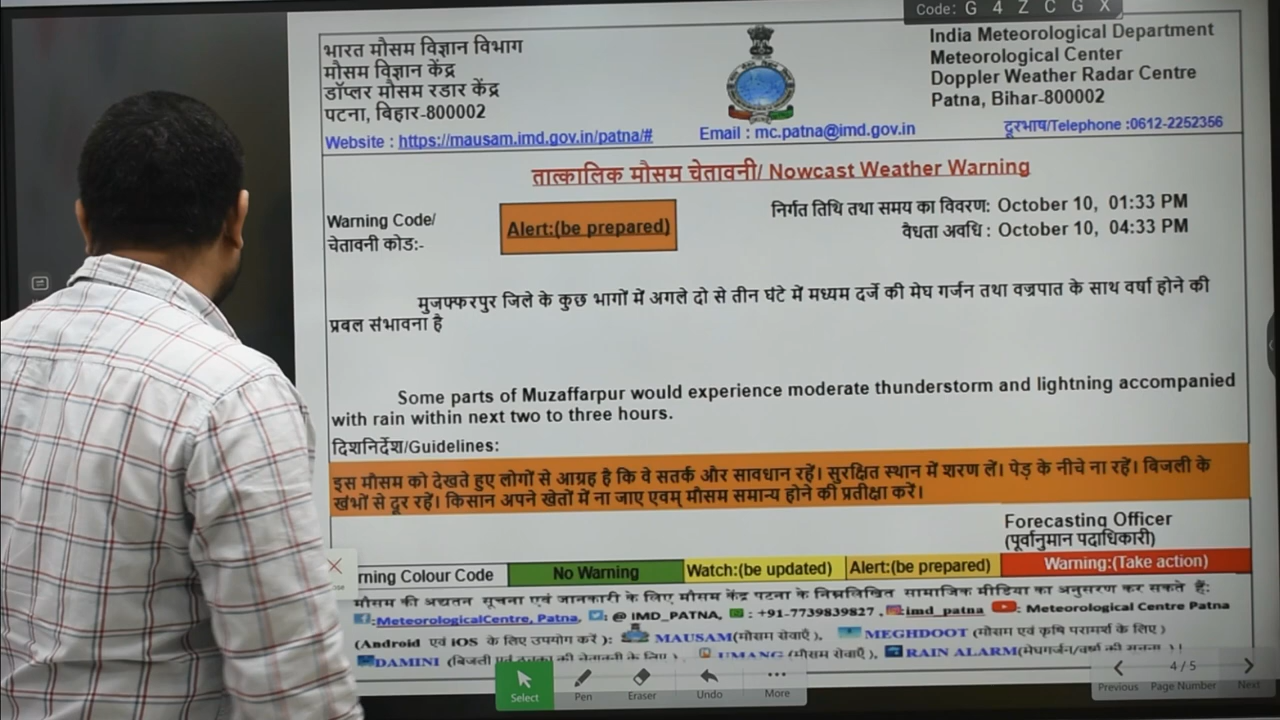 Code: G 4 Z C G X
भारत मौसम विज्ञान विभाग
मौसम विज्ञान केंद्र
डॉप्लर मौसम रडार केंद्र
पटना, बिहार-800002
India Meteorological Department
Meteorological Center
Doppler Weather Radar Centre
Patna, Bihar-800002
Website : https://mausam.imd.gov.in/patna/# Email : mc.patna@imd.gov.in दूरभाष/Telephone :0612-2252356
तात्कालिक मौसम चेतावनी/ Nowcast Weather Warning
Warning Code/
चेतावनी कोड:-
Alert:(be prepared)
निर्गत तिथि तथा समय का विवरण: October 10, 01:33 PM
वैधता अवधि : October 10, 04:33 PM
मुजफ्फरपुर जिले के कुछ भागों में अगले दो से तीन घंटे में मध्यम दर्जे की मेघ गर्जन तथा वज्रपात के साथ वर्षा होने की
प्रबल संभावना है
Some parts of Muzaffarpur would experience moderate thunderstorm and lightning accompanied
with rain within next two to three hours.
दिशनिर्देश/Guidelines:
इस मौसम को देखते हुए लोगों से आग्रह है कि वे सतर्क और सावधान रहें। सुरक्षित स्थान में शरण लें। पेड़ के नीचे ना रहें। बिजली के
खंभों से दूर रहें। किसान अपने खेतों में ना जाए एवम् मौसम समान्य होने की प्रतीक्षा करें।
Forecasting Officer
(पूर्वानुमान पदाधिकारी)
rning Colour Code No Warning Watch:(be updated) Alert:(be prepared) Warning:(Take action)
मौसम की अद्यतन सूचना एवं जानकारी के लिए मौसम केंद्र पटना के निम्नलिखित सामाजिक मीडिया का अनुसरण कर सकते हैं:
:MeteorologicalCentre, Patna, : @ IMD_PATNA, : +91-7739839827 , :imd_patna : Meteorological Centre Patna
(Android एवं iOS के लिए उपयोग करें ): MAUSAM(मौसम सेवाएँ ), MEGHDOOT (मौसम एवं कृषि परामर्श के लिए )
DAMINI (बिजली की चेतावनी के लिए ) UMANG (मौसम सेवाएँ ), RAIN ALARM(मेघगर्जन/वर्षा की सूचना )!
Select Pen Eraser Undo More
4 / 5
Previous Page Number Next